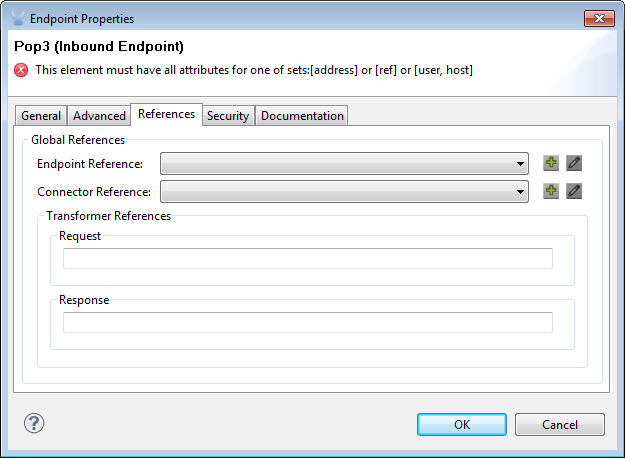 Endpoint Properties
Pop3 (Inbound Endpoint)
This element must have all attributes for one of sets:[address] or [ref] or [user, host]
General Advanced References Security Documentation
Global References
Endpoint Reference:
Connector Reference:
Transformer References
Request
Response
OK Cancel